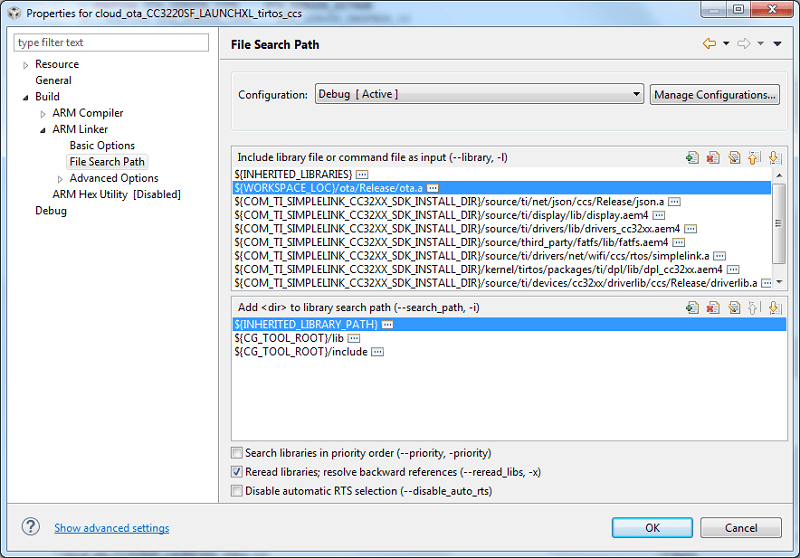 Properties for cloud_ota_CC3220SF_LAUNCHXL_tirtos_ccs
type filter text
File Search Path
Resource
General
Build
ARM Compiler
ARM Linker
Basic Options
File Search Path
Advanced Options
ARM Hex Utility [Disabled]
Debug
Configuration:
Debug [ Active ]
Manage Configurations...
Include library file or command file as input (--library, -l)
${INHERITED_LIBRARIES}
${WORKSPACE_LOC}/ota/Release/ota.a
${COM_TI_SIMPLELINK_CC32XX_SDK_INSTALL_DIR}/source/ti/net/json/ccs/Release/json.a
${COM_TI_SIMPLELINK_CC32XX_SDK_INSTALL_DIR}/source/ti/display/lib/display.aem4
${COM_TI_SIMPLELINK_CC32XX_SDK_INSTALL_DIR}/source/ti/drivers/lib/drivers_cc32xx.aem4
${COM_TI_SIMPLELINK_CC32XX_SDK_INSTALL_DIR}/source/third_party/fatfs/lib/fatfs.aem4
${COM_TI_SIMPLELINK_CC32XX_SDK_INSTALL_DIR}/source/ti/drivers/net/wifi/ccs/rtos/simplelink.a
${COM_TI_SIMPLELINK_CC32XX_SDK_INSTALL_DIR}/kernel/tirtos/packages/ti/dpl/lib/dpl_cc32xx.aem4
${COM_TI_SIMPLELINK_CC32XX_SDK_INSTALL_DIR}/source/ti/devices/cc32xx/driverlib/ccs/Release/driverlib.a
Add <dir> to library search path (--search_path, -i)
${INHERITED_LIBRARY_PATH}
${CG_TOOL_ROOT}/lib
${CG_TOOL_ROOT}/include
Search libraries in priority order (--priority, -priority)
Reread libraries; resolve backward references (--reread_libs, -x)
Disable automatic RTS selection (--disable_auto_rts)
Show advanced settings
OK
Cancel